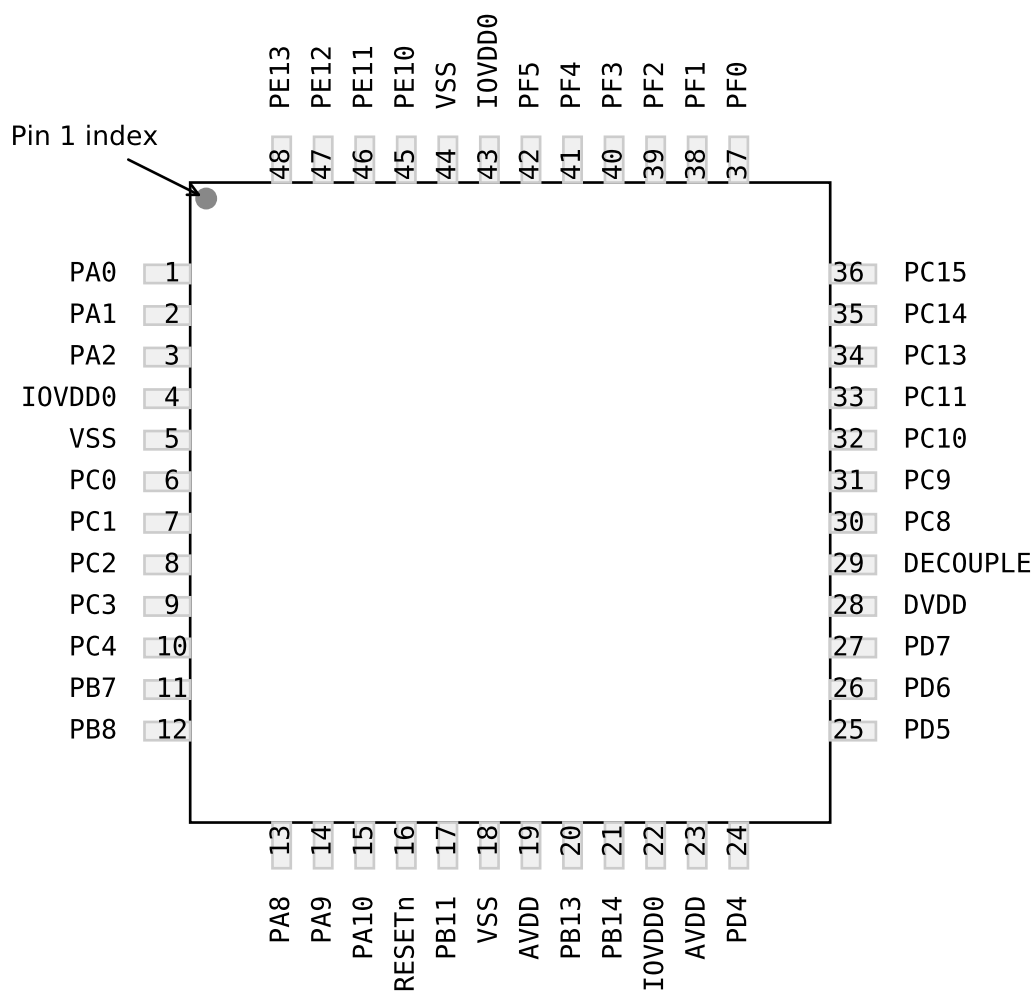 PE13 PE12 PE11 PE10 VSS IOVDD0 PF5 PF4 PF3 PF2 PF1 PF0
Pin 1 index
48 47 46 45 44 43 42 41 40 39 38 37
PA0 1 36 PC15
PA1 2 35 PC14
PA2 3 34 PC13
IOVDD0 4 33 PC11
VSS 5 32 PC10
PC0 6 31 PC9
PC1 7 30 PC8
PC2 8 29 DECOUPLE
PC3 9 28 DVDD
PC4 10 27 PD7
PB7 11 26 PD6
PB8 12 25 PD5
13 14 15 16 17 18 19 20 21 22 23 24
PA8 PA9 PA10 RESETn PB11 VSS AVDD PB13 PB14 IOVDD0 AVDD PD4